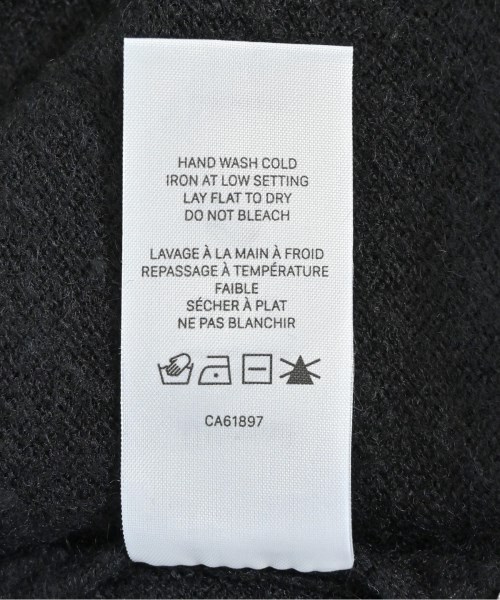 HAND WASH COLD
IRON AT LOW SETTING
LAY FLAT TO DRY
DO NOT BLEACH
LAVAGE À LA MAIN À FROID
REPASSAGE À TEMPÉRATURE
FAIBLE
SÉCHER À PLAT
NE PAS BLANCHIR
CA61897